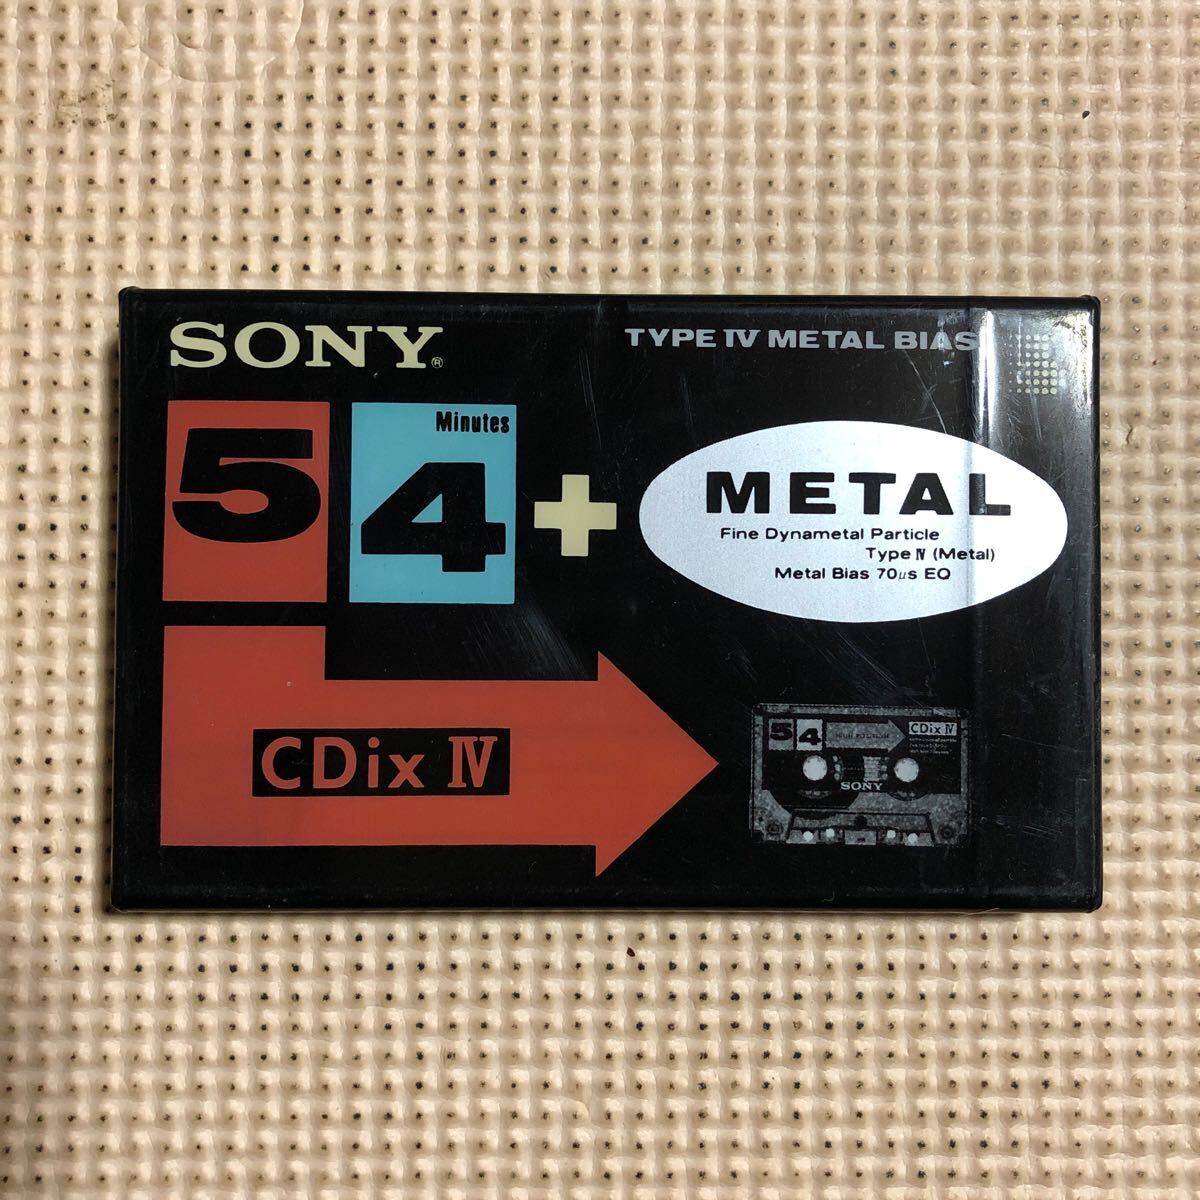 SONY®
TYPE IV METAL BIAS
54
Minutes
+
METAL
Fine Dynametal Particle
Type IV (Metal)
Metal Bias 70µs EQ
CDix IV
54
CDix IV
SONY